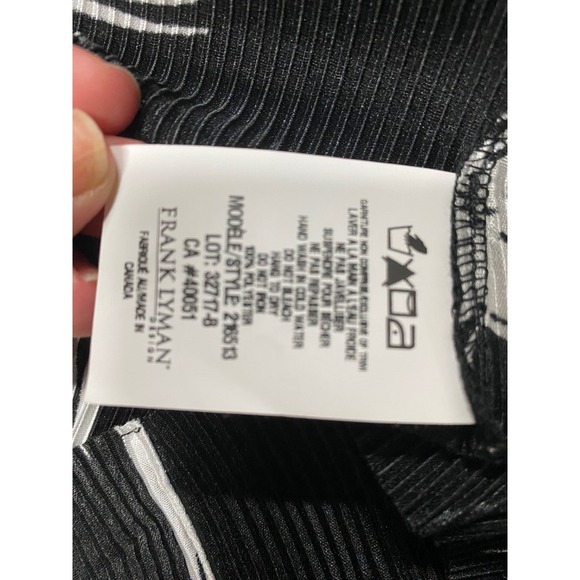 GARNITURE NON COMPRISE/EXCLUSIVE OF TRIM
LAVER À LA MAIN À L'EAU FROIDE
NE PAS JAVELLISER
SUSPENDRE POUR SÉCHER
NE PAS REPASSER
HAND WASH IN COLD WATER
DO NOT BLEACH
HANG TO DRY
DO NOT IRON
100% POLYESTER
MODÈLE/STYLE 216513
LOT: 32717-B
CA #40051
FRANK LYMAN®
DESIGN
FABRIQUÉ AU/MADE IN
CANADA